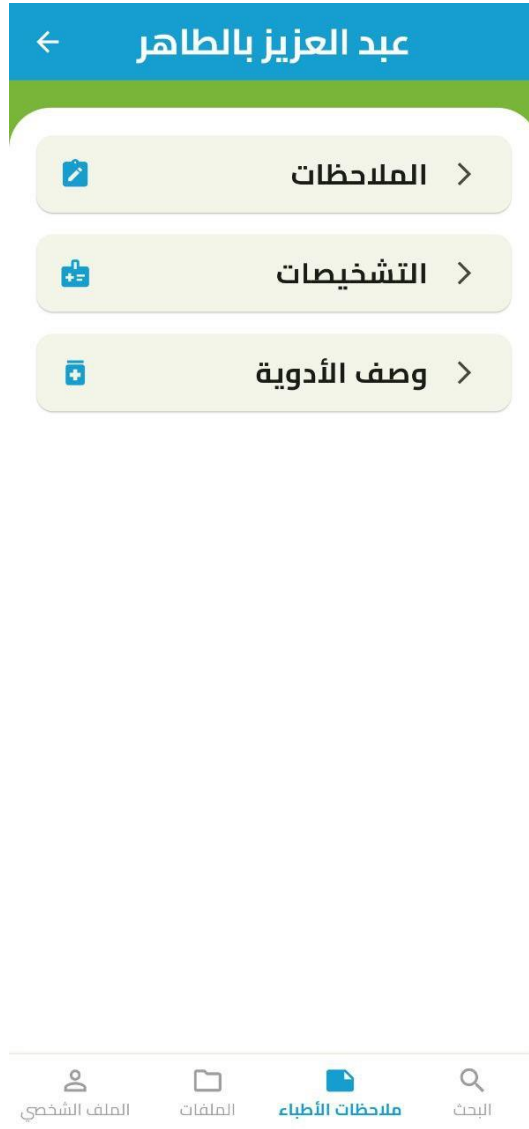 عبد العزيز بالطاهر
الملاحظات
التشخيصات
وصف الأدوية
البحث
ملاحظات الأطباء
الملفات
الملف الشخصي